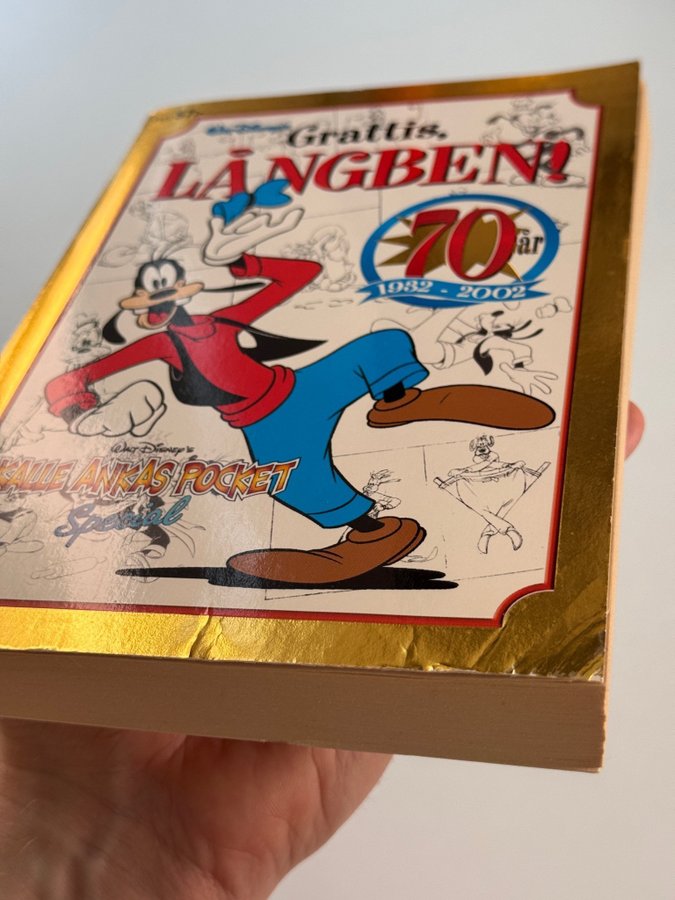 Walt Disney's
Grattis,
LÅNGBEN!
70 år
1932 - 2002
WALT DISNEY'S
KALLE ANKAS POCKET
Special